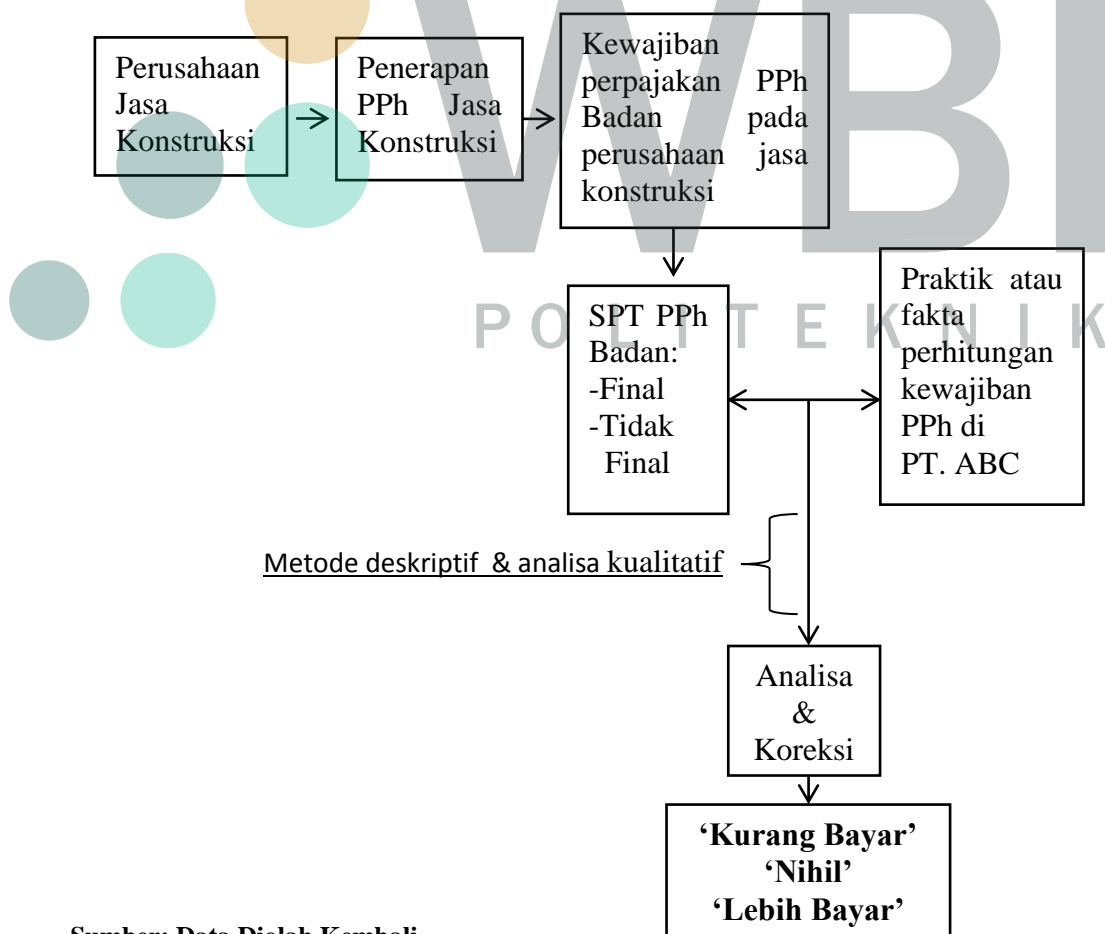 Perusahaan
Jasa
Konstruksi
Penerapan
PPh Jasa
Konstruksi
Kewajiban
perpajakan PPh
Badan pada
perusahaan jasa
konstruksi
SPT PPh
Badan:
-Final
-Tidak
Final
Praktik atau
fakta
perhitungan
kewajiban
PPh di
PT. ABC
POLITEKNIK
Metode deskriptif & analisa kualitatif
Analisa
&
Koreksi
‘Kurang Bayar’
‘Nihil’
‘Lebih Bayar’
Sumber: Data Diolah Kembali